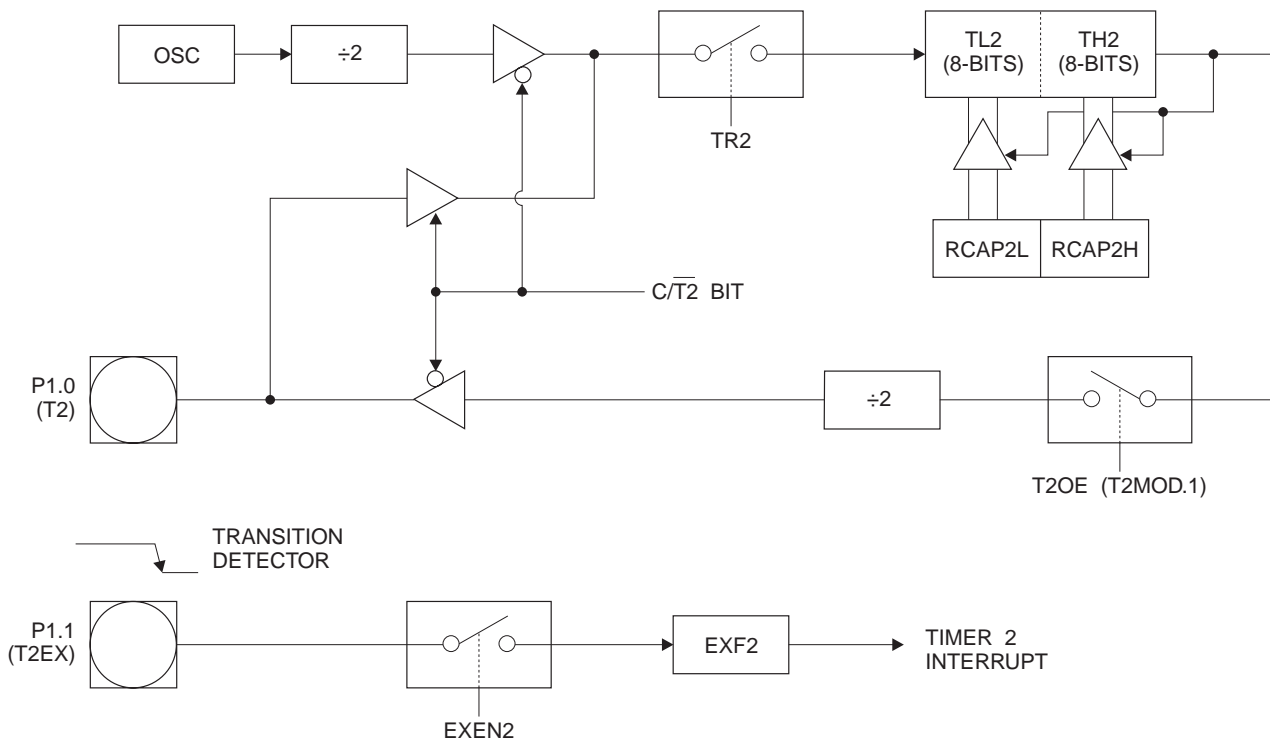 OSC
÷2
TR2
TL2
(8-BITS)
TH2
(8-BITS)
RCAP2L
RCAP2H
C/T2 BIT
P1.0
(T2)
÷2
T2OE (T2MOD.1)
TRANSITION
DETECTOR
P1.1
(T2EX)
EXEN2
EXF2
TIMER 2
INTERRUPT